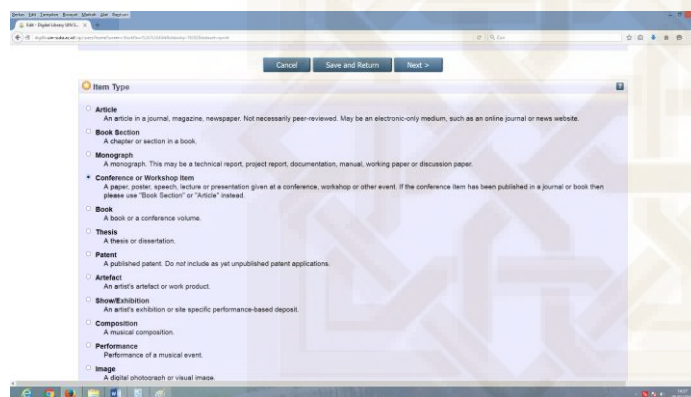 Cancel
Save and Return
Next >
Item Type
Article
An article in a journal, magazine, newspaper. Not necessarily peer-reviewed. May be an electronic-only medium, such as an online journal or news website.
Book Section
A chapter or section in a book.
Monograph
A monograph. This may be a technical report, project report, documentation, manual, working paper or discussion paper.
Conference or Workshop Item
A paper, poster, speech, lecture or presentation given at a conference, workshop or other event. If the conference item has been published in a journal or book then
please use "Book Section" or "Article" instead.
Book
A book or a conference volume.
Thesis
A thesis or dissertation.
Patent
A published patent. Do not include as yet unpublished patent applications.
Artefact
An artist's artefact or work product.
Show/Exhibition
An artist's exhibition or site specific performance-based deposit.
Composition
A musical composition.
Performance
Performance of a musical event.
Image
A digital photograph or visual image.